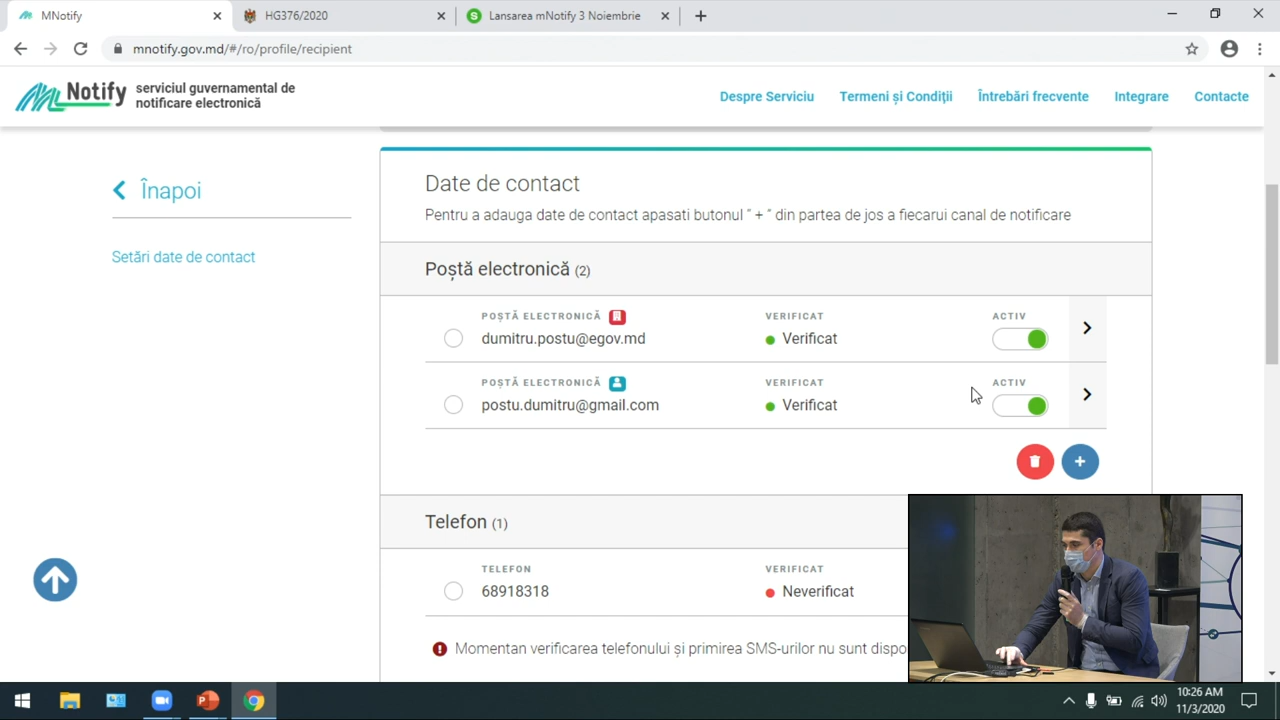 MNotify
HG376/2020
Lansarea mNotify 3 Noiembrie
mnotify.gov.md/#/ro/profile/recipient
Notify
serviciul guvernamental de
notificare electronică
Despre Serviciu
Termeni și Condiții
Întrebări frecvente
Integrare
Contacte
Înapoi
Setări date de contact
Date de contact
Pentru a adauga date de contact apasati butonul " + " din partea de jos a fiecarui canal de notificare
Poștă electronică (2)
POȘTĂ ELECTRONICĂ
VERIFICAT
ACTIV
dumitru.postu@egov.md
Verificat
POȘTĂ ELECTRONICĂ
VERIFICAT
ACTIV
postu.dumitru@gmail.com
Verificat
Telefon (1)
TELEFON
VERIFICAT
68918318
Neverificat
Momentan verificarea telefonului și primirea SMS-urilor nu sunt dispo
10:26 AM
11/3/2020